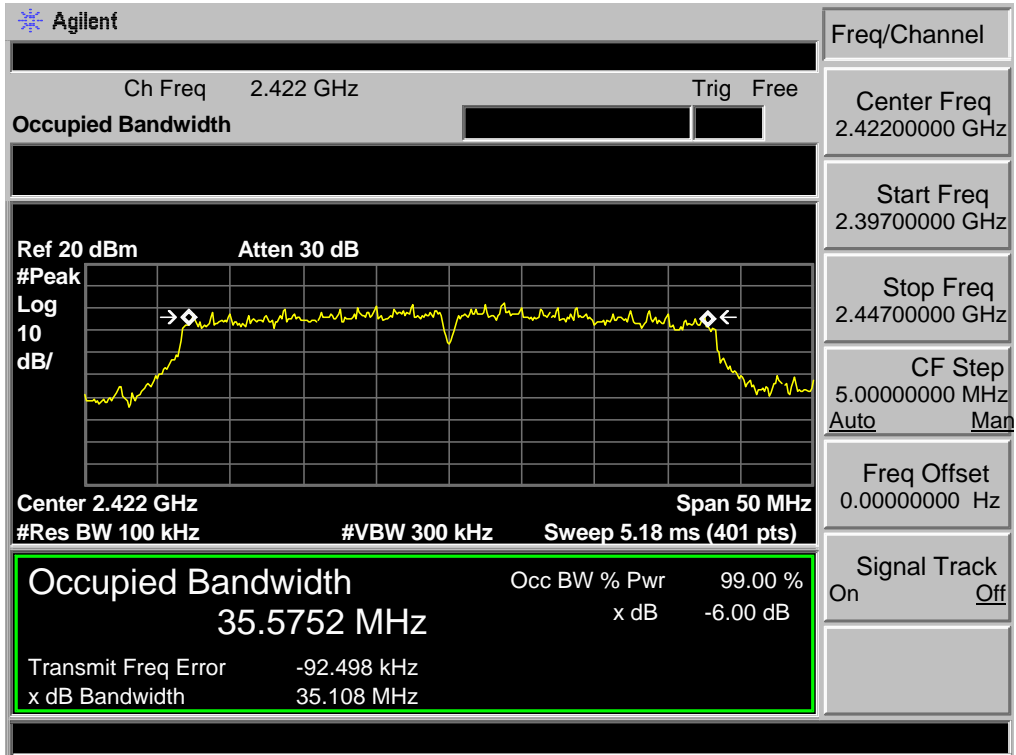 Agilent
Freq/Channel
Ch Freq 2.422 GHz Trig Free
Occupied Bandwidth
Center Freq
2.42200000 GHz
Start Freq
2.39700000 GHz
Ref 20 dBm Atten 30 dB
#Peak
Log
10
dB/
Stop Freq
2.44700000 GHz
CF Step
5.00000000 MHz
Auto Man
Freq Offset
0.00000000 Hz
Center 2.422 GHz Span 50 MHz
#Res BW 100 kHz #VBW 300 kHz Sweep 5.18 ms (401 pts)
Signal Track
On Off
Occupied Bandwidth
35.5752 MHz
Occ BW % Pwr 99.00 %
x dB -6.00 dB
Transmit Freq Error -92.498 kHz
x dB Bandwidth 35.108 MHz